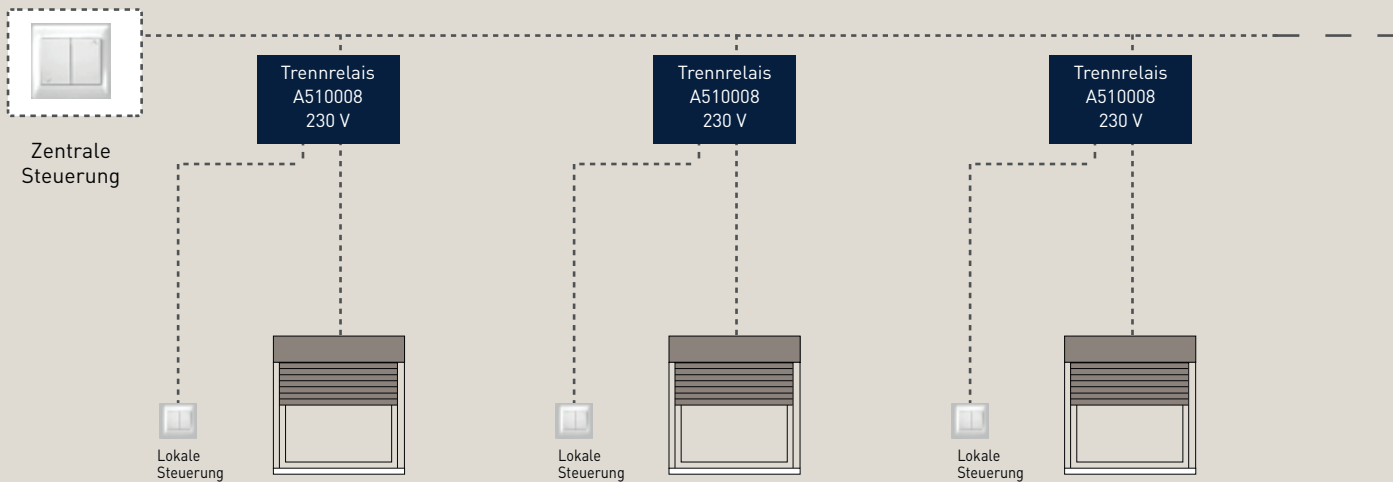 Zentrale
Steuerung
Trennrelais
A510008
230 V
Trennrelais
A510008
230 V
Trennrelais
A510008
230 V
Lokale
Steuerung
Lokale
Steuerung
Lokale
Steuerung